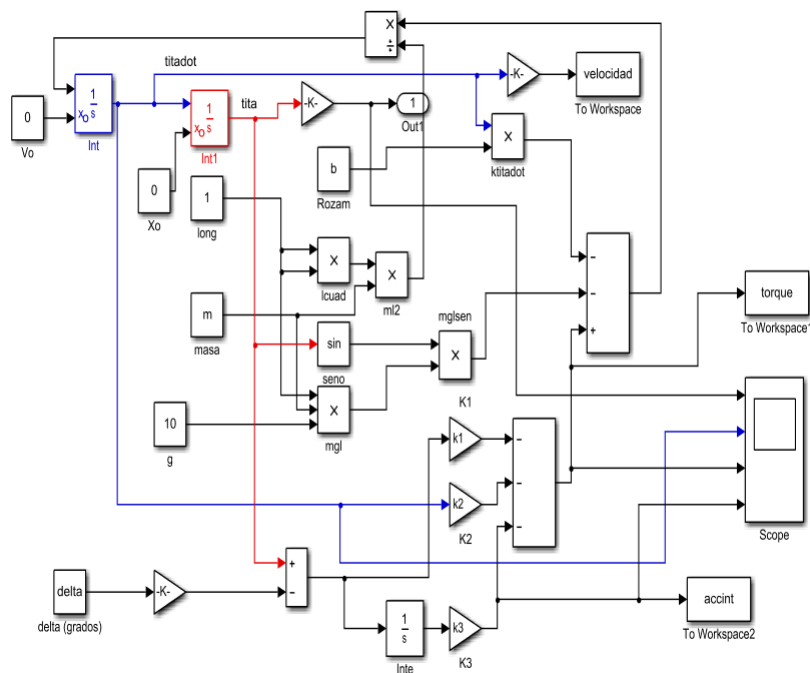 X
÷
titadot
1
s
xo
Int
0
Vo
tita
1
s
xo
Int1
-K-
1
Out1
-K-
velocidad
To Workspace
0
Xo
1
long
b
Rozam
X
ktitadot
X
lcuad
X
ml2
m
masa
sin
seno
mglsen
X
X
mgl
10
g
-
-
+
torque
To Workspace1
K1
k1
k2
K2
-
-
-
Scope
delta
delta (grados)
-K-
+
-
1
s
Inte
k3
K3
accint
To Workspace2